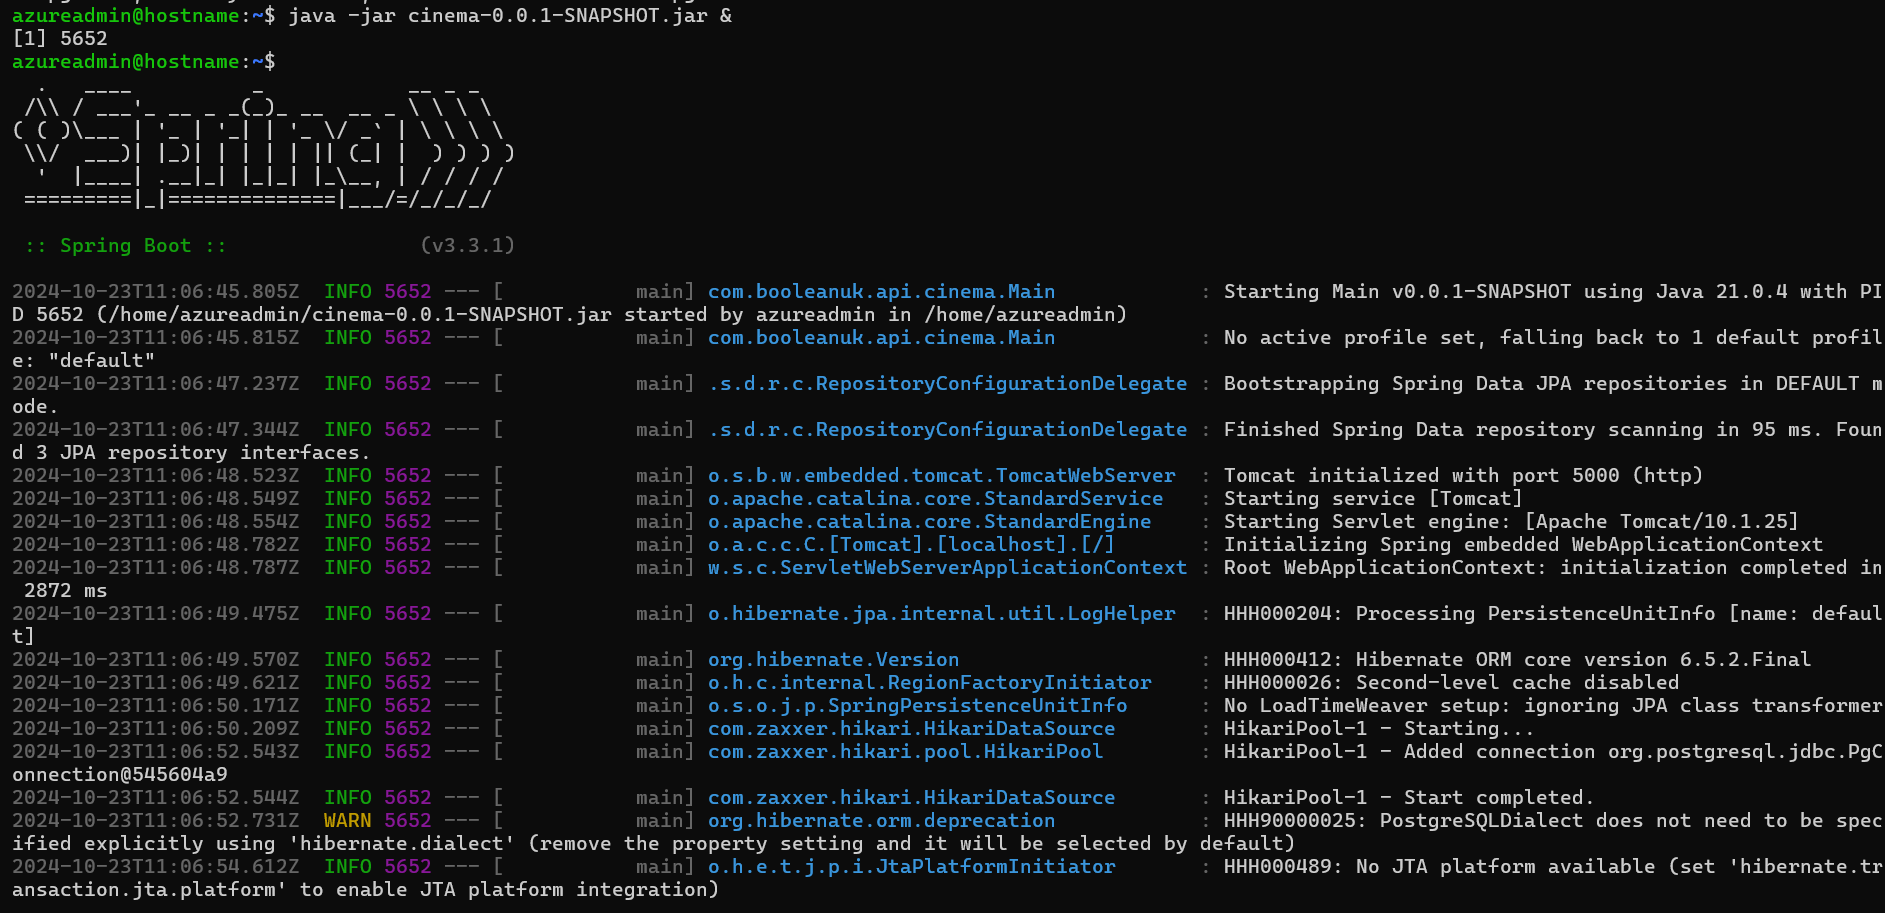 azureadmin@hostname:~$ java -jar cinema-0.0.1-SNAPSHOT.jar &
[1] 5652
azureadmin@hostname:~$
  .   ____          _            __ _ _
 /\\ / ___'_ __ _ _(_)_ __  __ _ \ \ \ \
( ( )\___ | '_ | '_| | '_ \/ _` | \ \ \ \
 \\/  ___)| |_)| | | | | || (_| |  ) ) ) )
  '  |____| .__|_| |_|_| |_\__, | / / / /
 =========|_|==============|___/=/_/_/_/

 :: Spring Boot ::                (v3.3.1)

2024-10-23T11:06:45.805Z  INFO 5652 --- [           main] com.booleanuk.api.cinema.Main            : Starting Main v0.0.1-SNAPSHOT using Java 21.0.4 with PI
D 5652 (/home/azureadmin/cinema-0.0.1-SNAPSHOT.jar started by azureadmin in /home/azureadmin)
2024-10-23T11:06:45.815Z  INFO 5652 --- [           main] com.booleanuk.api.cinema.Main            : No active profile set, falling back to 1 default profil
e: "default"
2024-10-23T11:06:47.237Z  INFO 5652 --- [           main] .s.d.r.c.RepositoryConfigurationDelegate : Bootstrapping Spring Data JPA repositories in DEFAULT m
ode.
2024-10-23T11:06:47.344Z  INFO 5652 --- [           main] .s.d.r.c.RepositoryConfigurationDelegate : Finished Spring Data repository scanning in 95 ms. Foun
d 3 JPA repository interfaces.
2024-10-23T11:06:48.523Z  INFO 5652 --- [           main] o.s.b.w.embedded.tomcat.TomcatWebServer  : Tomcat initialized with port 5000 (http)
2024-10-23T11:06:48.549Z  INFO 5652 --- [           main] o.apache.catalina.core.StandardService   : Starting service [Tomcat]
2024-10-23T11:06:48.554Z  INFO 5652 --- [           main] o.apache.catalina.core.StandardEngine    : Starting Servlet engine: [Apache Tomcat/10.1.25]
2024-10-23T11:06:48.782Z  INFO 5652 --- [           main] o.a.c.c.C.[Tomcat].[localhost].[/]       : Initializing Spring embedded WebApplicationContext
2024-10-23T11:06:48.787Z  INFO 5652 --- [           main] w.s.c.ServletWebServerApplicationContext : Root WebApplicationContext: initialization completed in
 2872 ms
2024-10-23T11:06:49.475Z  INFO 5652 --- [           main] o.hibernate.jpa.internal.util.LogHelper  : HHH000204: Processing PersistenceUnitInfo [name: defaul
t]
2024-10-23T11:06:49.570Z  INFO 5652 --- [           main] org.hibernate.Version                    : HHH000412: Hibernate ORM core version 6.5.2.Final
2024-10-23T11:06:49.621Z  INFO 5652 --- [           main] o.h.c.internal.RegionFactoryInitiator    : HHH000026: Second-level cache disabled
2024-10-23T11:06:50.171Z  INFO 5652 --- [           main] o.s.o.j.p.SpringPersistenceUnitInfo      : No LoadTimeWeaver setup: ignoring JPA class transformer
2024-10-23T11:06:50.209Z  INFO 5652 --- [           main] com.zaxxer.hikari.HikariDataSource       : HikariPool-1 - Starting...
2024-10-23T11:06:52.543Z  INFO 5652 --- [           main] com.zaxxer.hikari.pool.HikariPool        : HikariPool-1 - Added connection org.postgresql.jdbc.PgC
onnection@545604a9
2024-10-23T11:06:52.544Z  INFO 5652 --- [           main] com.zaxxer.hikari.HikariDataSource       : HikariPool-1 - Start completed.
2024-10-23T11:06:52.731Z  WARN 5652 --- [           main] org.hibernate.orm.deprecation            : HHH90000025: PostgreSQLDialect does not need to be spec
ified explicitly using 'hibernate.dialect' (remove the property setting and it will be selected by default)
2024-10-23T11:06:54.612Z  INFO 5652 --- [           main] o.h.e.t.j.p.i.JtaPlatformInitiator       : HHH000489: No JTA platform available (set 'hibernate.tr
ansaction.jta.platform' to enable JTA platform integration)